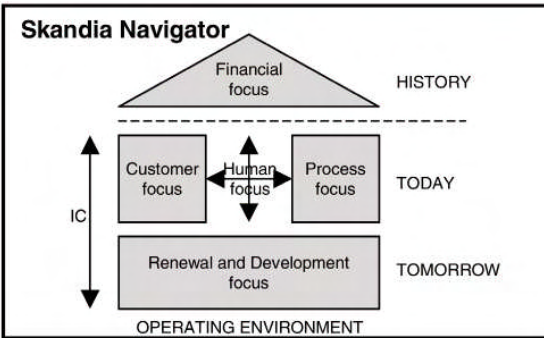 Skandia Navigator
Financial
focus
HISTORY
Customer
focus
Human
focus
Process
focus
TODAY
IC
Renewal and Development
focus
TOMORROW
OPERATING ENVIRONMENT